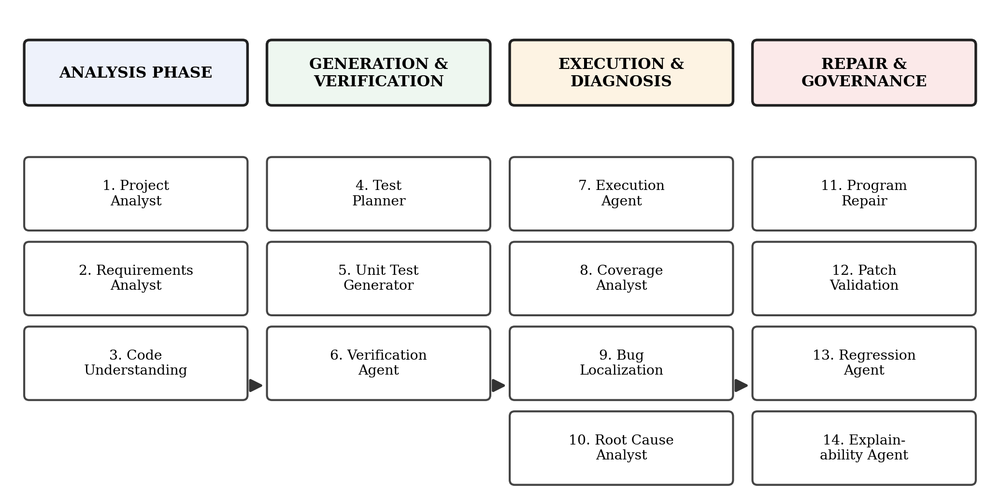 ANALYSIS PHASE
GENERATION &
VERIFICATION
EXECUTION &
DIAGNOSIS
REPAIR &
GOVERNANCE
1. Project
Analyst
4. Test
Planner
7. Execution
Agent
11. Program
Repair
2. Requirements
Analyst
5. Unit Test
Generator
8. Coverage
Analyst
12. Patch
Validation
3. Code
Understanding
6. Verification
Agent
9. Bug
Localization
13. Regression
Agent
10. Root Cause
Analyst
14. Explain-
ability Agent